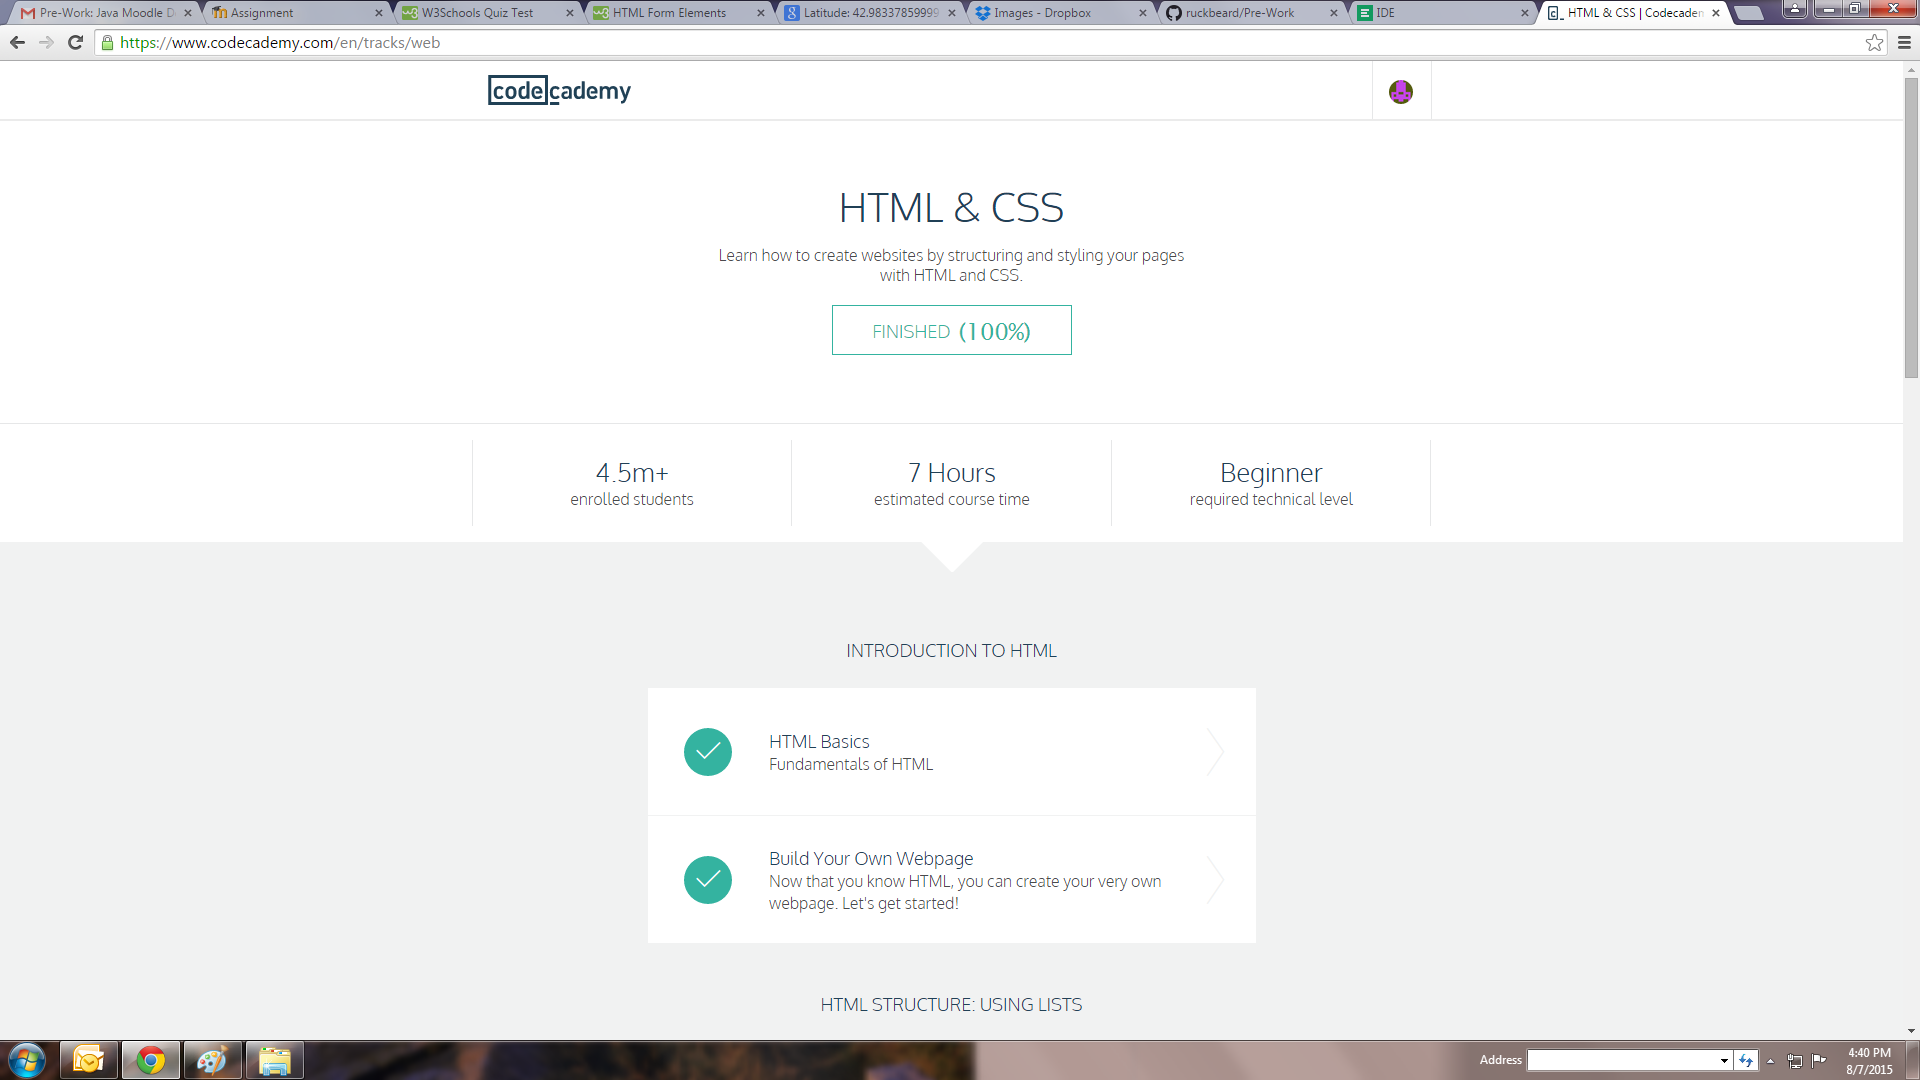 Pre-Work: Java Moodle D
Assignment
W3Schools Quiz Test
HTML Form Elements
Latitude: 42.98337859999
Images - Dropbox
ruckbeard/Pre-Work
IDE
HTML & CSS | Codecadem
https://www.codecademy.com/en/tracks/web
codecademy
HTML & CSS
Learn how to create websites by structuring and styling your pages
with HTML and CSS.
FINISHED (100%)
4.5m+
enrolled students
7 Hours
estimated course time
Beginner
required technical level
INTRODUCTION TO HTML
HTML Basics
Fundamentals of HTML
Build Your Own Webpage
Now that you know HTML, you can create your very own
webpage. Let's get started!
HTML STRUCTURE: USING LISTS
Address
4:40 PM
8/7/2015